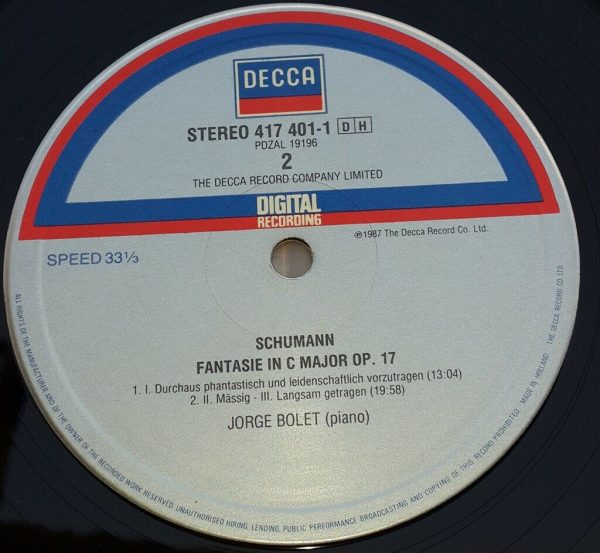 DECCA
STEREO 417 401-1 DH
PDZAL 19196
2
THE DECCA RECORD COMPANY LIMITED
DIGITAL
RECORDING
℗1987 The Decca Record Co. Ltd.
SPEED 33⅓
SCHUMANN
FANTASIE IN C MAJOR OP. 17
1. I. Durchaus phantastisch und leidenschaftlich vorzutragen (13:04)
2. II. Mässig - III. Langsam getragen (19:58)
JORGE BOLET (piano)
ALL RIGHTS OF THE MANUFACTURER AND OF THE OWNER OF THE RECORDED WORK RESERVED. UNAUTHORISED HIRING, LENDING, PUBLIC PERFORMANCE, BROADCASTING AND COPYING OF THIS RECORD PROHIBITED. MADE IN HOLLAND THE DECCA RECORD CO. LTD